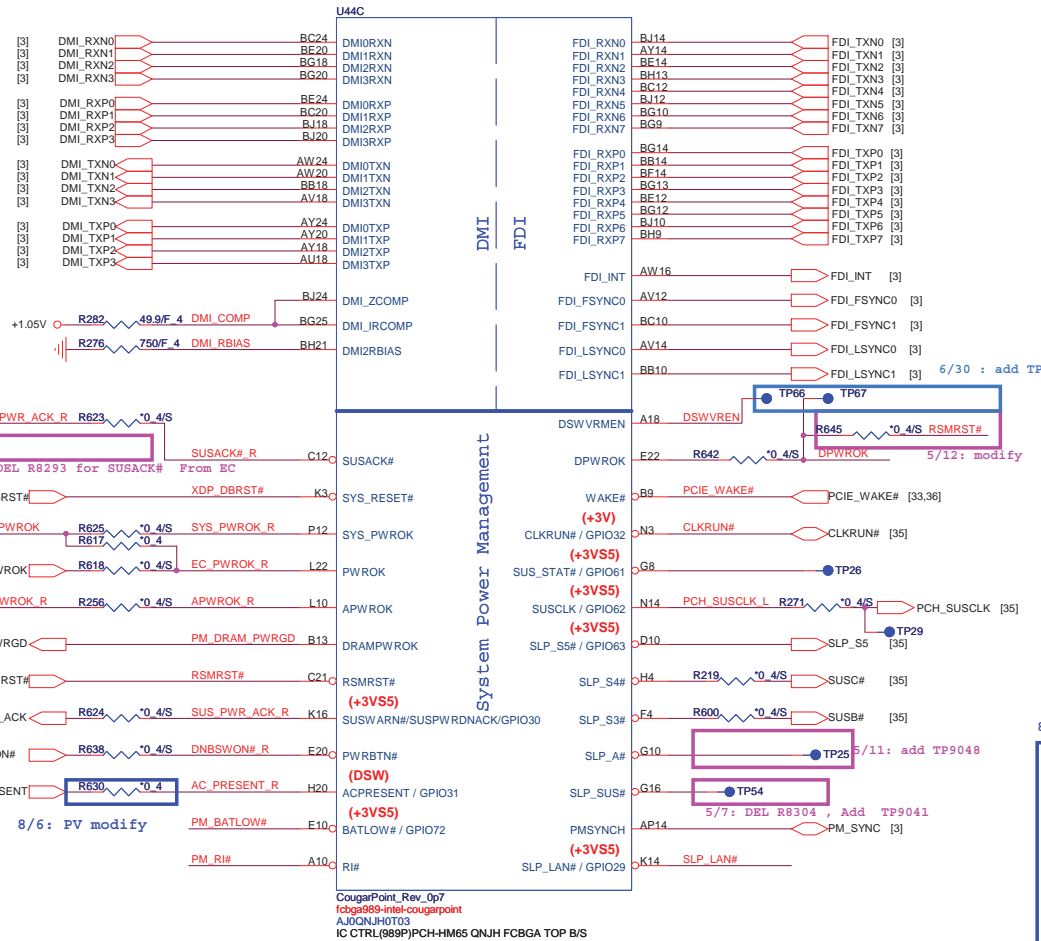 U44C
[3] DMI_RXN0 BC24 DMI0RXN FDI_RXN0 BJ14 FDI_TXN0 [3]
[3] DMI_RXN1 BE20 DMI1RXN FDI_RXN1 AY14 FDI_TXN1 [3]
[3] DMI_RXN2 BG18 DMI2RXN FDI_RXN2 BE14 FDI_TXN2 [3]
[3] DMI_RXN3 BG20 DMI3RXN FDI_RXN3 BH13 FDI_TXN3 [3]
FDI_RXN4 BC12 FDI_TXN4 [3]
[3] DMI_RXP0 BE24 DMI0RXP FDI_RXN5 BJ12 FDI_TXN5 [3]
[3] DMI_RXP1 BC20 DMI1RXP FDI_RXN6 BG10 FDI_TXN6 [3]
[3] DMI_RXP2 BJ18 DMI2RXP FDI_RXN7 BG9 FDI_TXN7 [3]
[3] DMI_RXP3 BJ20 DMI3RXP
FDI_RXP0 BG14 FDI_TXP0 [3]
[3] DMI_TXN0 AW24 DMI0TXN FDI_RXP1 BB14 FDI_TXP1 [3]
[3] DMI_TXN1 AW20 DMI1TXN FDI_RXP2 BF14 FDI_TXP2 [3]
[3] DMI_TXN2 BB18 DMI2TXN FDI_RXP3 BG13 FDI_TXP3 [3]
[3] DMI_TXN3 AV18 DMI3TXN FDI_RXP4 BE12 FDI_TXP4 [3]
FDI_RXP5 BG12 FDI_TXP5 [3]
[3] DMI_TXP0 AY24 DMI0TXP FDI_RXP6 BJ10 FDI_TXP6 [3]
[3] DMI_TXP1 AY20 DMI1TXP FDI_RXP7 BH9 FDI_TXP7 [3]
[3] DMI_TXP2 AY18 DMI2TXP
[3] DMI_TXP3 AU18 DMI3TXP
DMI
FDI
FDI_INT AW16 FDI_INT [3]
BJ24 DMI_ZCOMP FDI_FSYNC0 AV12 FDI_FSYNC0 [3]
+1.05V R282 49.9/F_4 DMI_COMP BG25 DMI_IRCOMP FDI_FSYNC1 BC10 FDI_FSYNC1 [3]
R276 750/F_4 DMI_RBIAS BH21 DMI2RBIAS FDI_LSYNC0 AV14 FDI_LSYNC0 [3]
FDI_LSYNC1 BB10 FDI_LSYNC1 [3]
6/30 : add TP
TP66 TP67
PWR_ACK_R R623 *0_4/S DSWVRMEN A18 DSWVREN
R645 *0_4/S RSMRST#
5/12: modify
SUSACK#_R C12 SUSACK# DPWROK E22 R642 *0_4/S DPWROK
DEL R8293 for SUSACK# From EC
RST# XDP_DBRST# K3 SYS_RESET# WAKE# B9 PCIE_WAKE# PCIE_WAKE# [33,36]
(+3V)
PWROK R625 *0_4/S SYS_PWROK_R P12 SYS_PWROK CLKRUN# / GPIO32 N3 CLKRUN# CLKRUN# [35]
R617 *0_4
(+3VS5)
WROK R618 *0_4/S EC_PWROK_R L22 PWROK SUS_STAT# / GPIO61 G8 TP26
(+3VS5)
WROK_R R256 *0_4/S APWROK_R L10 APWROK SUSCLK / GPIO62 N14 PCH_SUSCLK_L R271 *0_4/S PCH_SUSCLK [35]
(+3VS5)
TP29
WRGD PM_DRAM_PWRGD B13 DRAMPWROK SLP_S5# / GPIO63 D10 SLP_S5 [35]
System Power Management
RST# RSMRST# C21 RSMRST# SLP_S4# H4 R219 *0_4/S SUSC# [35]
(+3VS5)
_ACK R624 *0_4/S SUS_PWR_ACK_R K16 SUSWARN#/SUSPWRDNACK/GPIO30 SLP_S3# F4 R600 *0_4/S SUSB# [35]
ON# R638 *0_4/S DNBSWON#_R E20 PWRBTN# SLP_A# G10 TP25 5/11: add TP9048
(DSW)
SENT R630 *0_4 AC_PRESENT_R H20 ACPRESENT / GPIO31 SLP_SUS# G16 TP54
(+3VS5)
5/7: DEL R8304 , Add TP9041
8/6: PV modify
PM_BATLOW# E10 BATLOW# / GPIO72 PMSYNCH AP14 PM_SYNC [3]
(+3VS5)
PM_RI# A10 RI# SLP_LAN# / GPIO29 K14 SLP_LAN#
CougarPoint_Rev_0p7
fcbga989-intel-cougarpoint
AJ0QNJH0T03
IC CTRL(989P)PCH-HM65 QNJH FCBGA TOP B/S